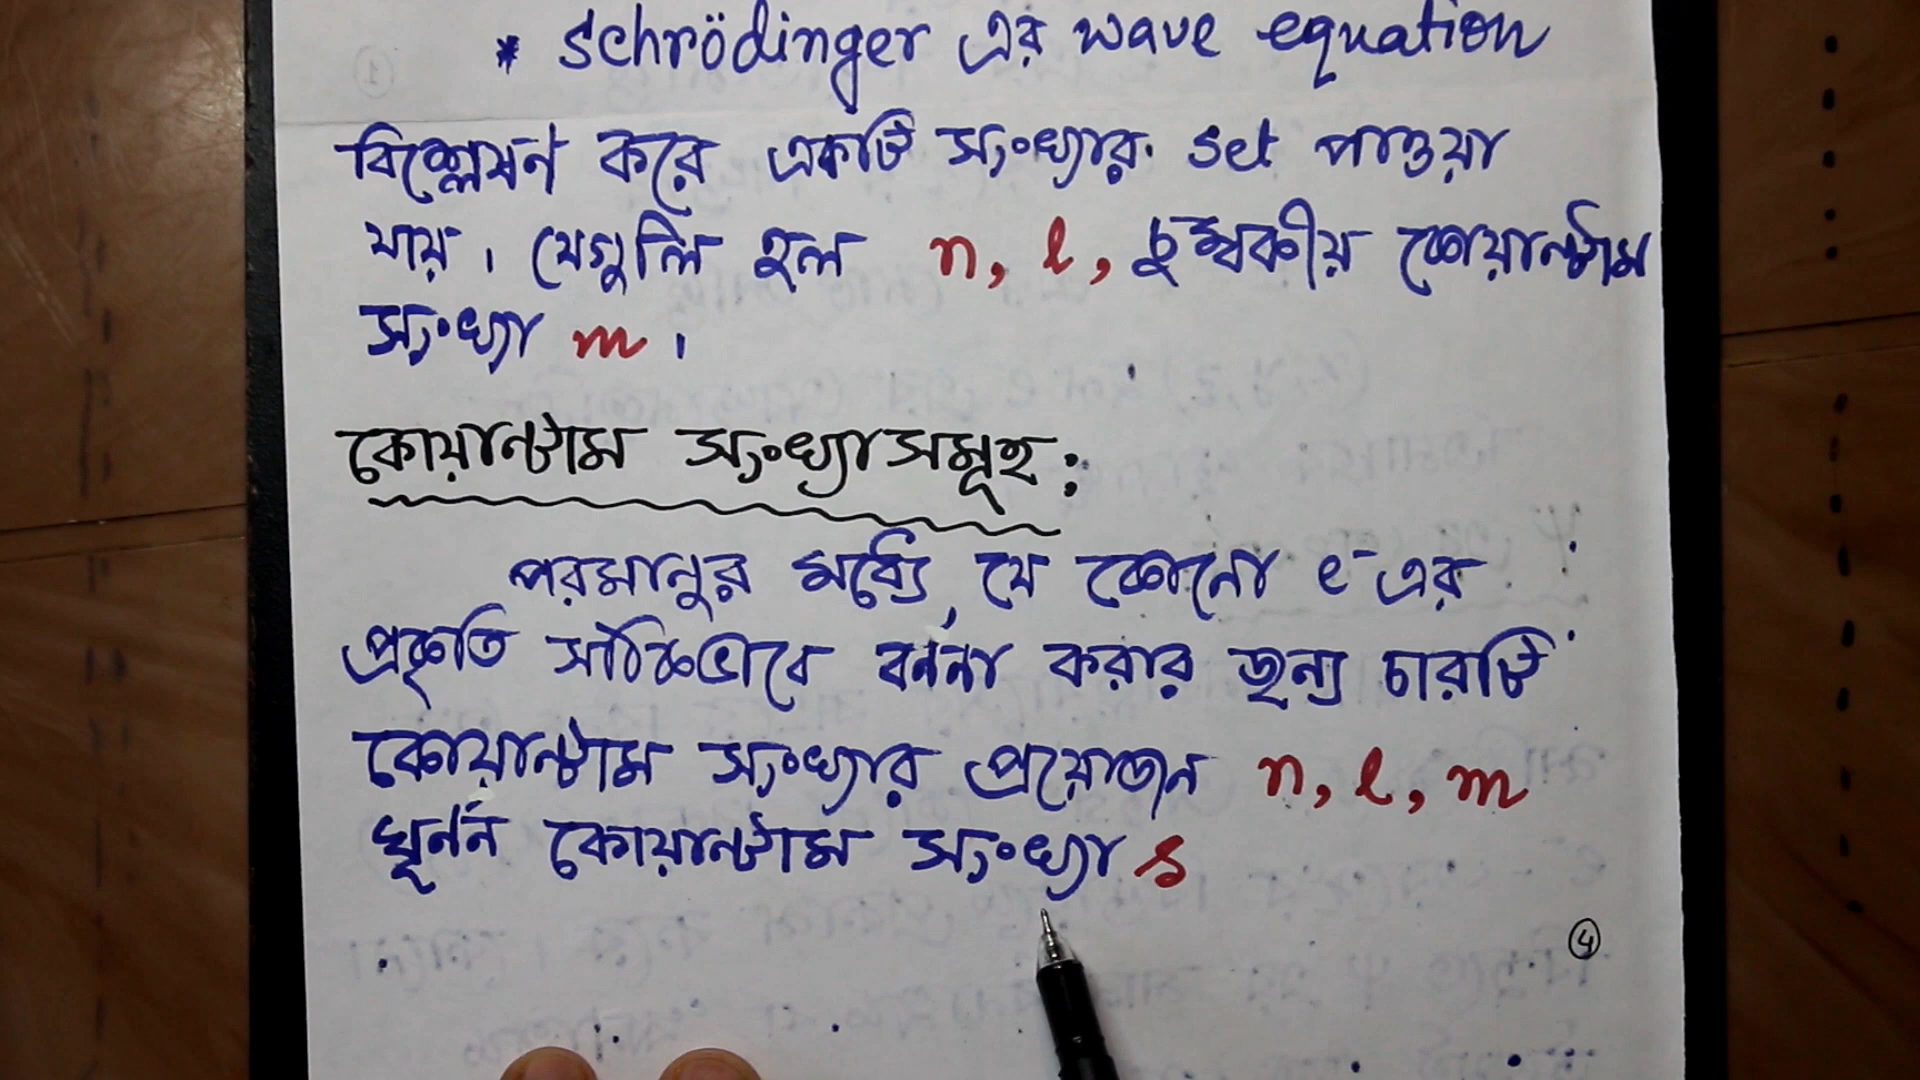 * Schrödinger এর wave equation
বিশ্লেষন করে একটি সংখ্যার set পাওয়া
যায়। যেগুলি হল n, l, চুম্বকীয় কোয়ান্টাম
সংখ্যা m।
কোয়ান্টাম সংখ্যাসমূহ:
পরমানুর মধ্যে যে কোনো e⁻ এর
প্রকৃতি সঠিকভাবে বর্ননা করার জন্য চারটি
কোয়ান্টাম সংখ্যার প্রয়োজন n, l, m
ঘূর্নন কোয়ান্টাম সংখ্যা s
4